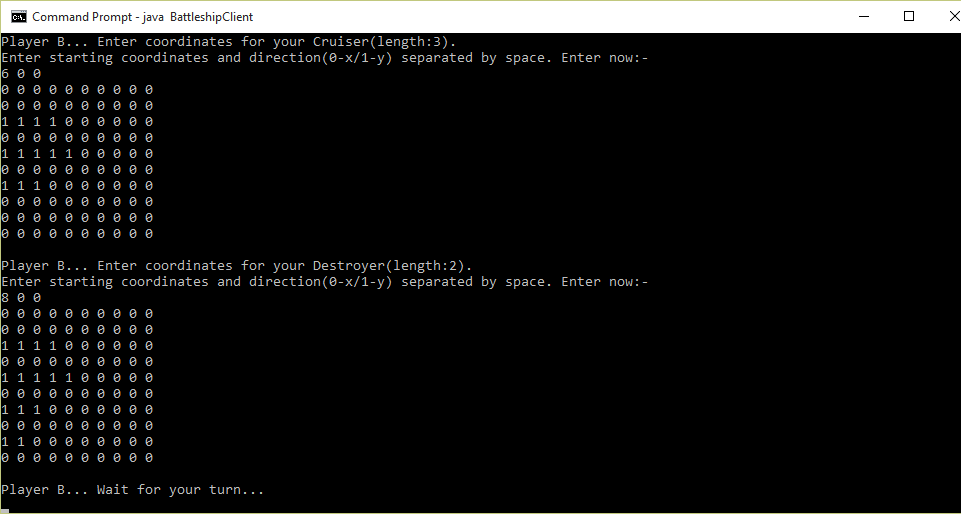 Command Prompt - java  BattleshipClient
Player B... Enter coordinates for your Cruiser(length:3).
Enter starting coordinates and direction(0-x/1-y) separated by space. Enter now:-
6 0 0
0 0 0 0 0 0 0 0 0 0
0 0 0 0 0 0 0 0 0 0
1 1 1 1 0 0 0 0 0 0
0 0 0 0 0 0 0 0 0 0
1 1 1 1 1 0 0 0 0 0
0 0 0 0 0 0 0 0 0 0
1 1 1 0 0 0 0 0 0 0
0 0 0 0 0 0 0 0 0 0
0 0 0 0 0 0 0 0 0 0
0 0 0 0 0 0 0 0 0 0
Player B... Enter coordinates for your Destroyer(length:2).
Enter starting coordinates and direction(0-x/1-y) separated by space. Enter now:-
8 0 0
0 0 0 0 0 0 0 0 0 0
0 0 0 0 0 0 0 0 0 0
1 1 1 1 0 0 0 0 0 0
0 0 0 0 0 0 0 0 0 0
1 1 1 1 1 0 0 0 0 0
0 0 0 0 0 0 0 0 0 0
1 1 1 0 0 0 0 0 0 0
0 0 0 0 0 0 0 0 0 0
1 1 0 0 0 0 0 0 0 0
0 0 0 0 0 0 0 0 0 0
Player B... Wait for your turn...